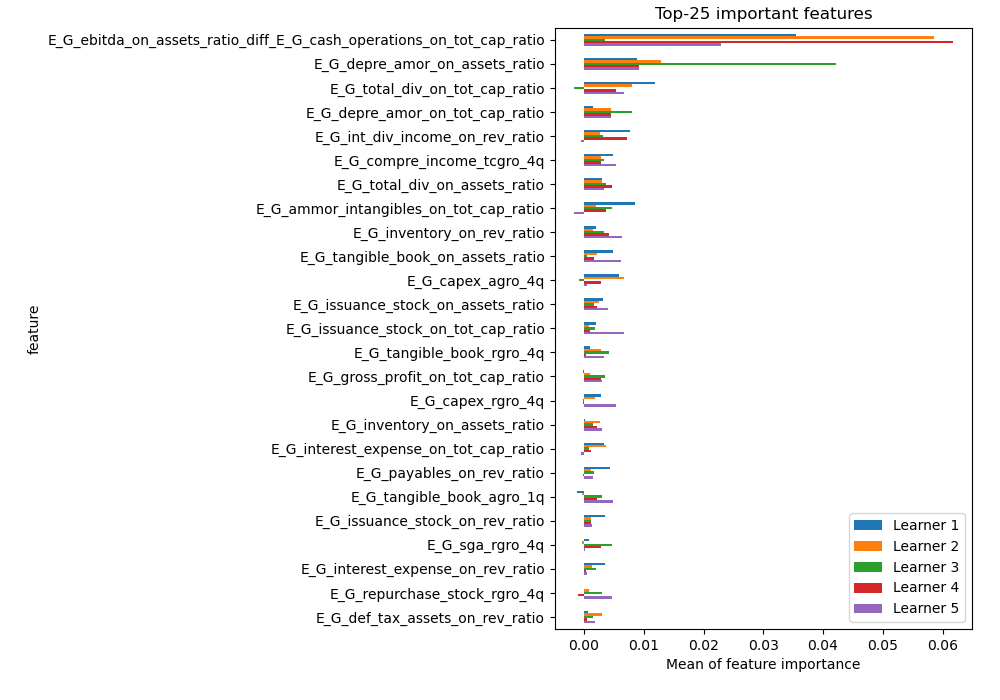 Top-25 important features
E_G_ebitda_on_assets_ratio_diff_E_G_cash_operations_on_tot_cap_ratio
E_G_depre_amor_on_assets_ratio
E_G_total_div_on_tot_cap_ratio
E_G_depre_amor_on_tot_cap_ratio
E_G_int_div_income_on_rev_ratio
E_G_compre_income_tcgro_4q
E_G_total_div_on_assets_ratio
E_G_ammor_intangibles_on_tot_cap_ratio
E_G_inventory_on_rev_ratio
E_G_tangible_book_on_assets_ratio
E_G_capex_agro_4q
E_G_issuance_stock_on_assets_ratio
E_G_issuance_stock_on_tot_cap_ratio
E_G_tangible_book_rgro_4q
E_G_gross_profit_on_tot_cap_ratio
E_G_capex_rgro_4q
E_G_inventory_on_assets_ratio
E_G_interest_expense_on_tot_cap_ratio
E_G_payables_on_rev_ratio
E_G_tangible_book_agro_1q
E_G_issuance_stock_on_rev_ratio
E_G_sga_rgro_4q
E_G_interest_expense_on_rev_ratio
E_G_repurchase_stock_rgro_4q
E_G_def_tax_assets_on_rev_ratio
feature
Learner 1
Learner 2
Learner 3
Learner 4
Learner 5
0.00 0.01 0.02 0.03 0.04 0.05 0.06
Mean of feature importance